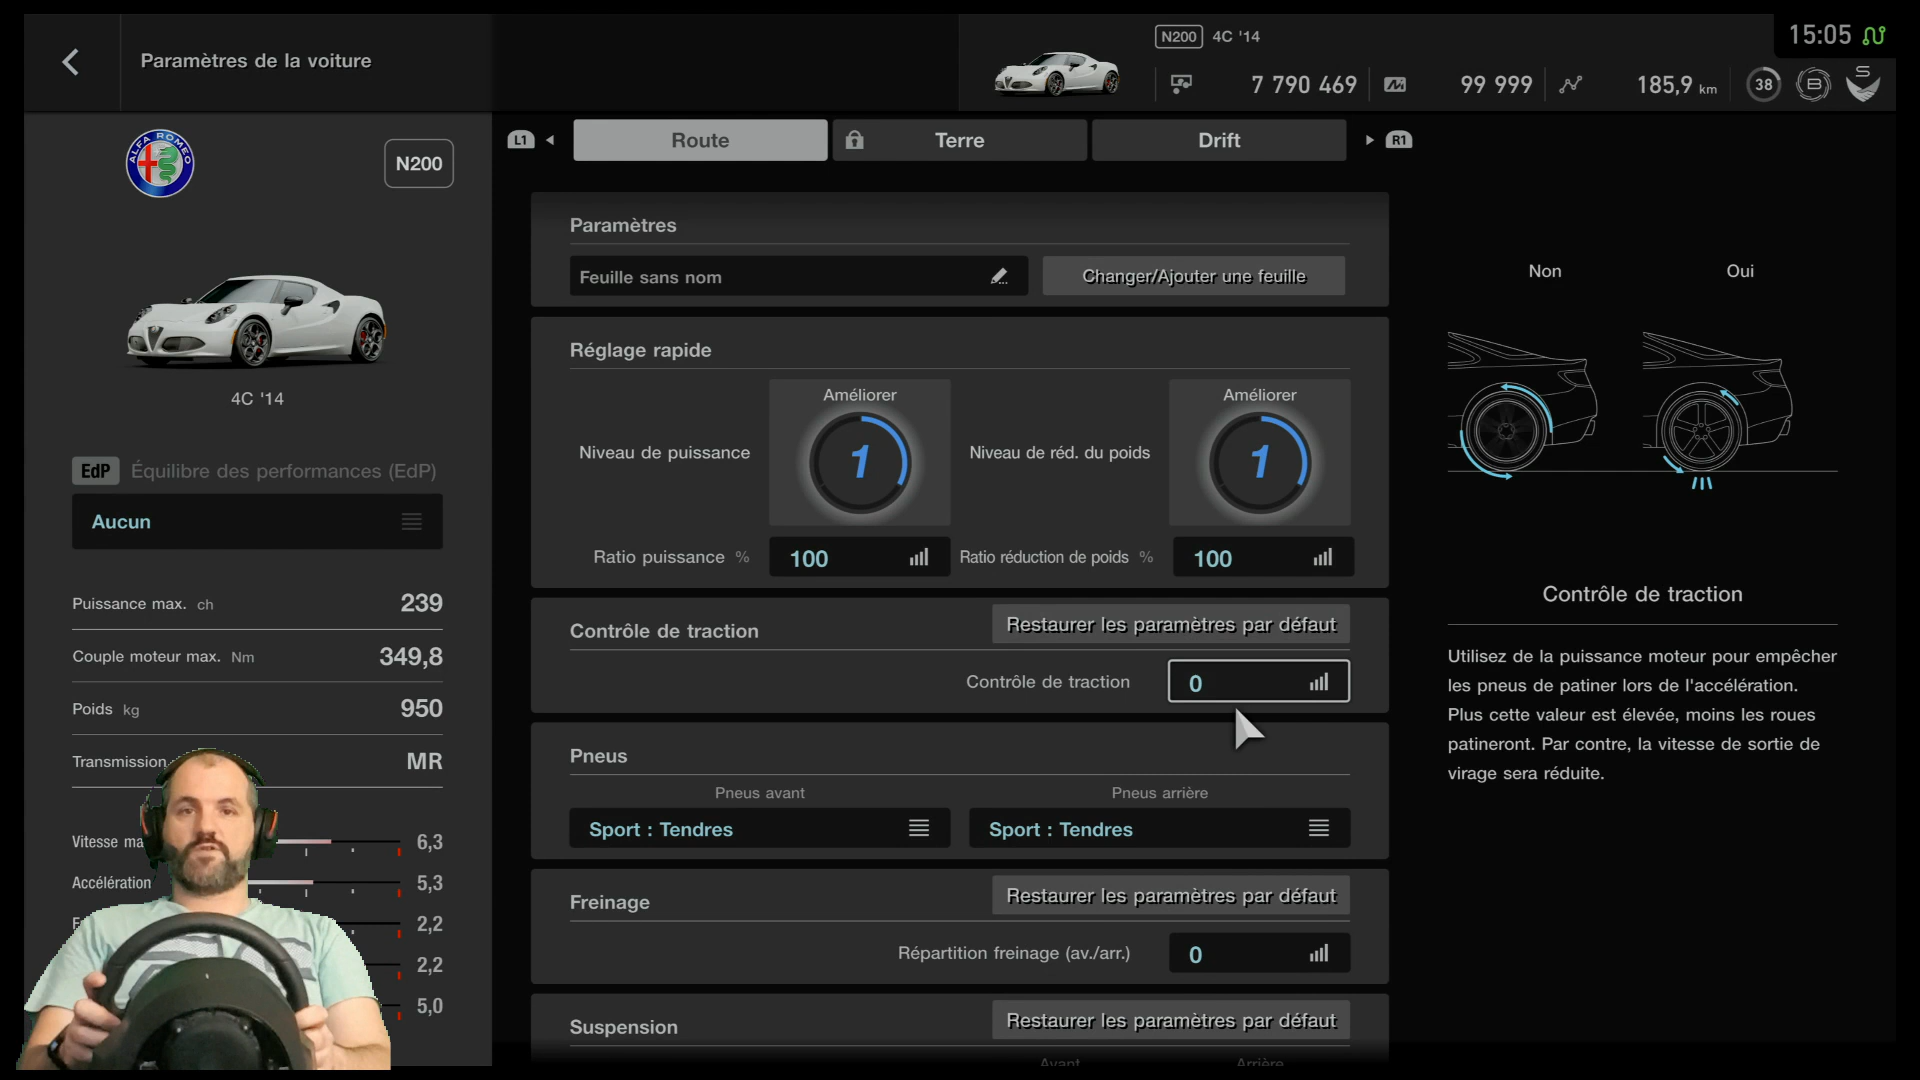 Paramètres de la voiture
N200 4C '14
15:05
7 790 469
99 999
185,9 km
38
B
S
ALFA ROMEO
N200
L1
Route
Terre
Drift
R1
4C '14
EdP Équilibre des performances (EdP)
Aucun
Puissance max. ch 239
Couple moteur max. Nm 349,8
Poids kg 950
Transmission MR
Vitesse ma 6,3
Accélération 5,3
2,2
2,2
5,0
Paramètres
Feuille sans nom
Changer/Ajouter une feuille
Réglage rapide
Niveau de puissance
Améliorer
1
Niveau de réd. du poids
Améliorer
1
Ratio puissance % 100
Ratio réduction de poids % 100
Contrôle de traction
Restaurer les paramètres par défaut
Contrôle de traction 0
Pneus
Pneus avant
Pneus arrière
Sport : Tendres
Sport : Tendres
Freinage
Restaurer les paramètres par défaut
Répartition freinage (av./arr.) 0
Suspension
Restaurer les paramètres par défaut
Avant
Arrière
Non
Oui
Contrôle de traction
Utilisez de la puissance moteur pour empêcher
les pneus de patiner lors de l'accélération.
Plus cette valeur est élevée, moins les roues
patineront. Par contre, la vitesse de sortie de
virage sera réduite.